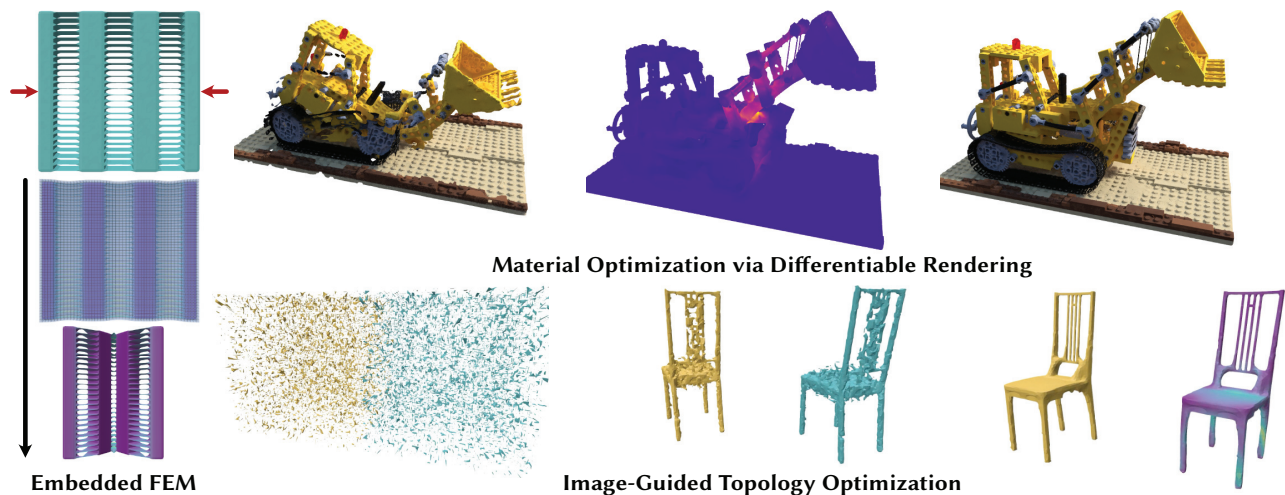 Material Optimization via Differentiable Rendering
Embedded FEM
Image-Guided Topology Optimization